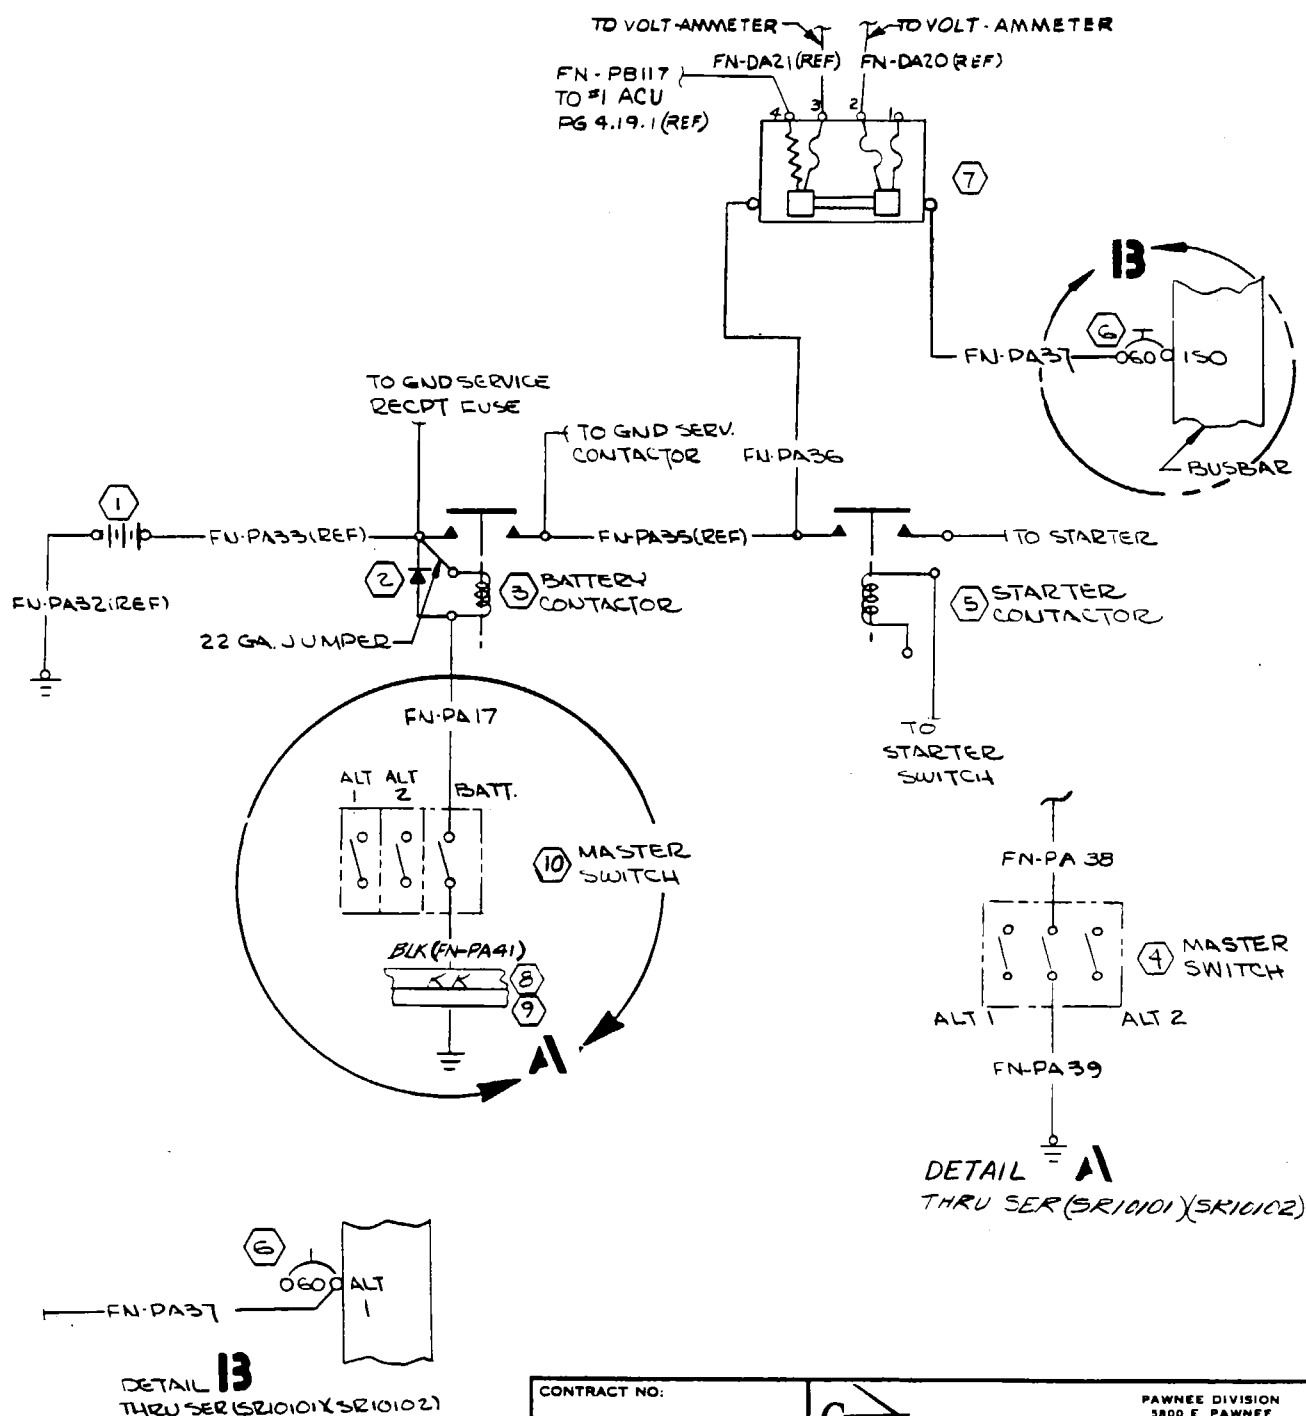 TO VOLT-AMMETER
TO VOLT-AMMETER
FN-DA21(REF)
FN-DA20(REF)
FN-PB117
TO #1 ACU
PG 4.19.1(REF)
4
3
2
1
7
B
6
FN-PA37
060
ISO
BUSBAR
TO GND SERVICE
RECPT FUSE
TO GND SERV.
CONTACTOR
FN-PA36
1
FN-PA33(REF)
FN-PA35(REF)
TO STARTER
2
3
BATTERY
CONTACTOR
5
STARTER
CONTACTOR
FN-PA32(REF)
22 GA. JUMPER
FN-PA17
TO
STARTER
SWITCH
ALT
1
ALT
2
BATT.
10
MASTER
SWITCH
FN-PA38
BLK(FN-PA41)
8
9
4
MASTER
SWITCH
ALT 1
ALT 2
A
FN-PA39
DETAIL A
THRU SER(SR10101)(SR10102)
6
060
ALT
1
FN-PA37
DETAIL B
THRU SER(SR10101)(SR10102)
CONTRACT NO:
PAWNEE DIVISION
5800 E. PAWNEE